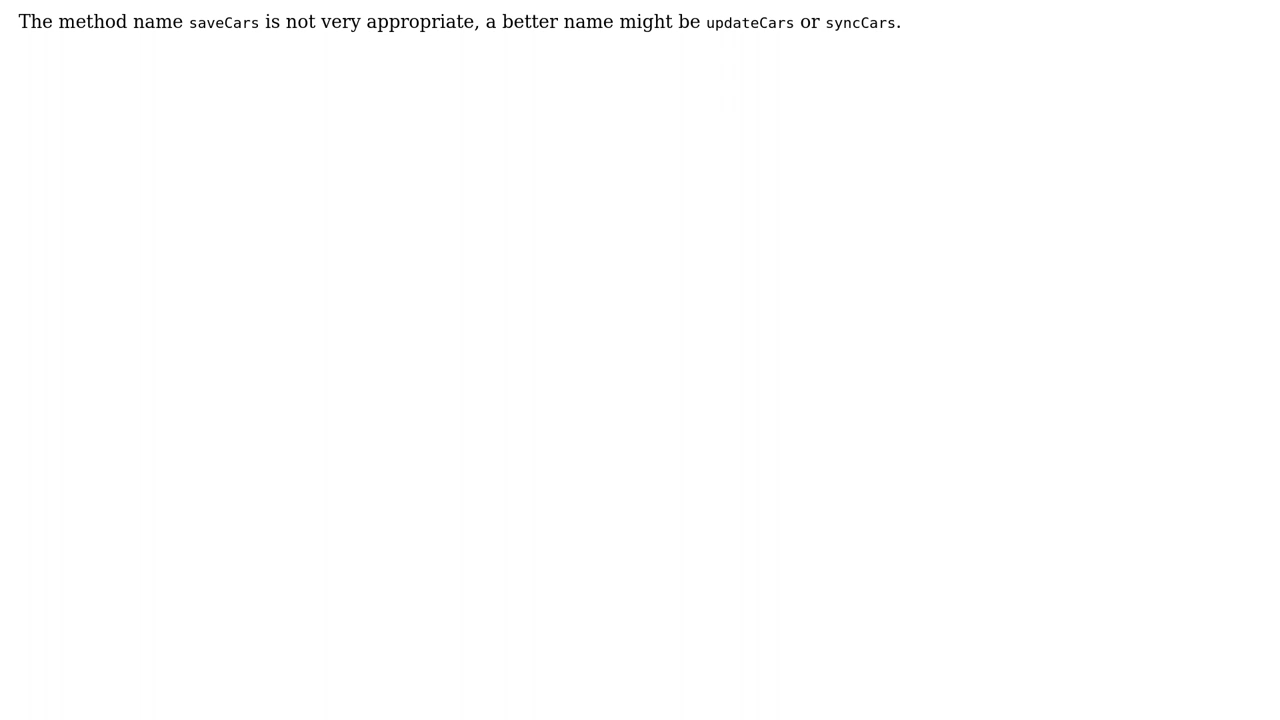 The method name saveCars is not very appropriate, a better name might be updateCars or syncCars.